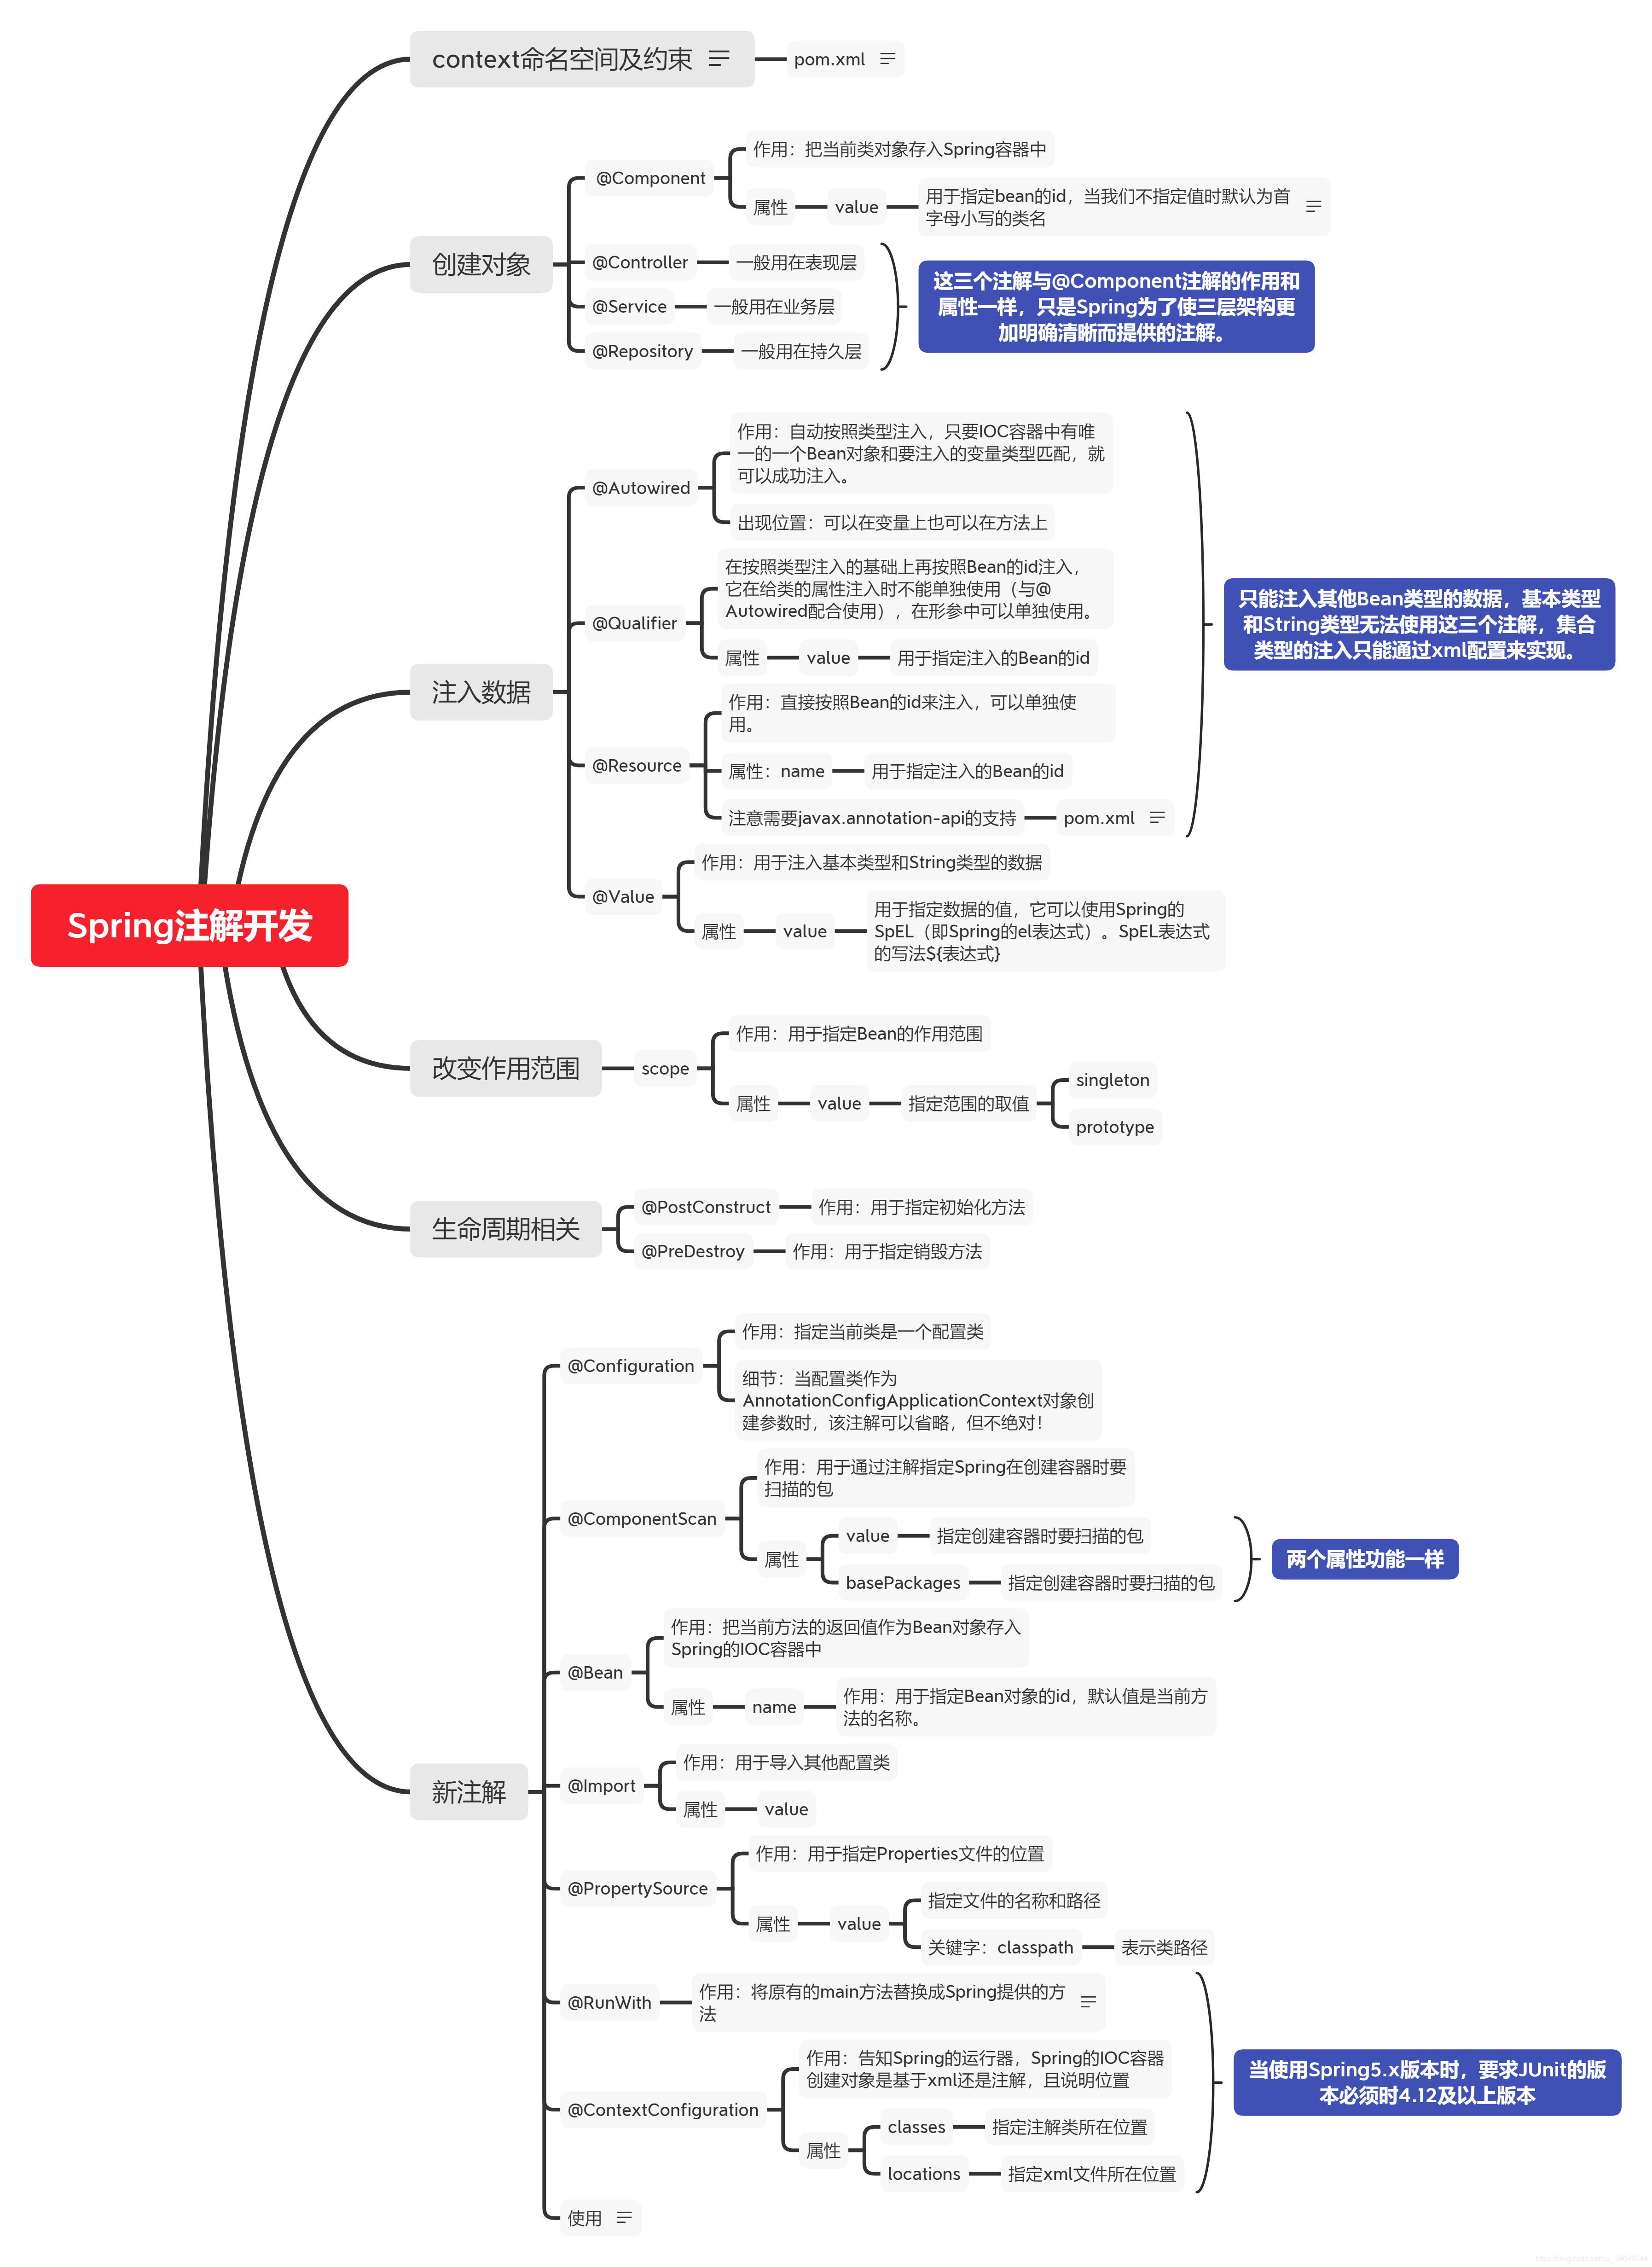 context命名空间及约束
pom.xml
创建对象
@Component
作用：把当前类对象存入Spring容器中
属性
value
用于指定bean的id，当我们不指定值时默认为首
字母小写的类名
@Controller
一般用在表现层
@Service
一般用在业务层
@Repository
一般用在持久层
这三个注解与@Component注解的作用和
属性一样，只是Spring为了使三层架构更
加明确清晰而提供的注解。
注入数据
@Autowired
作用：自动按照类型注入，只要IOC容器中有唯
一的一个Bean对象和要注入的变量类型匹配，就
可以成功注入。
出现位置：可以在变量上也可以在方法上
@Qualifier
在按照类型注入的基础上再按照Bean的id注入，
它在给类的属性注入时不能单独使用（与@
Autowired配合使用），在形参中可以单独使用。
属性
value
用于指定注入的Bean的id
@Resource
作用：直接按照Bean的id来注入，可以单独使
用。
属性：name
用于指定注入的Bean的id
注意需要javax.annotation-api的支持
pom.xml
只能注入其他Bean类型的数据，基本类型
和String类型无法使用这三个注解，集合
类型的注入只能通过xml配置来实现。
@Value
作用：用于注入基本类型和String类型的数据
属性
value
用于指定数据的值，它可以使用Spring的
SpEL（即Spring的el表达式）。SpEL表达式
的写法${表达式}
Spring注解开发
改变作用范围
scope
作用：用于指定Bean的作用范围
属性
value
指定范围的取值
singleton
prototype
生命周期相关
@PostConstruct
作用：用于指定初始化方法
@PreDestroy
作用：用于指定销毁方法
新注解
@Configuration
作用：指定当前类是一个配置类
细节：当配置类作为
AnnotationConfigApplicationContext对象创
建参数时，该注解可以省略，但不绝对！
@ComponentScan
作用：用于通过注解指定Spring在创建容器时要
扫描的包
属性
value
指定创建容器时要扫描的包
basePackages
指定创建容器时要扫描的包
两个属性功能一样
@Bean
作用：把当前方法的返回值作为Bean对象存入
Spring的IOC容器中
属性
name
作用：用于指定Bean对象的id，默认值是当前方
法的名称。
@Import
作用：用于导入其他配置类
属性
value
@PropertySource
作用：用于指定Properties文件的位置
属性
value
指定文件的名称和路径
关键字：classpath
表示类路径
@RunWith
作用：将原有的main方法替换成Spring提供的方
法
@ContextConfiguration
作用：告知Spring的运行器，Spring的IOC容器
创建对象是基于xml还是注解，且说明位置
属性
classes
指定注解类所在位置
locations
指定xml文件所在位置
当使用Spring5.x版本时，要求JUnit的版
本必须时4.12及以上版本
使用